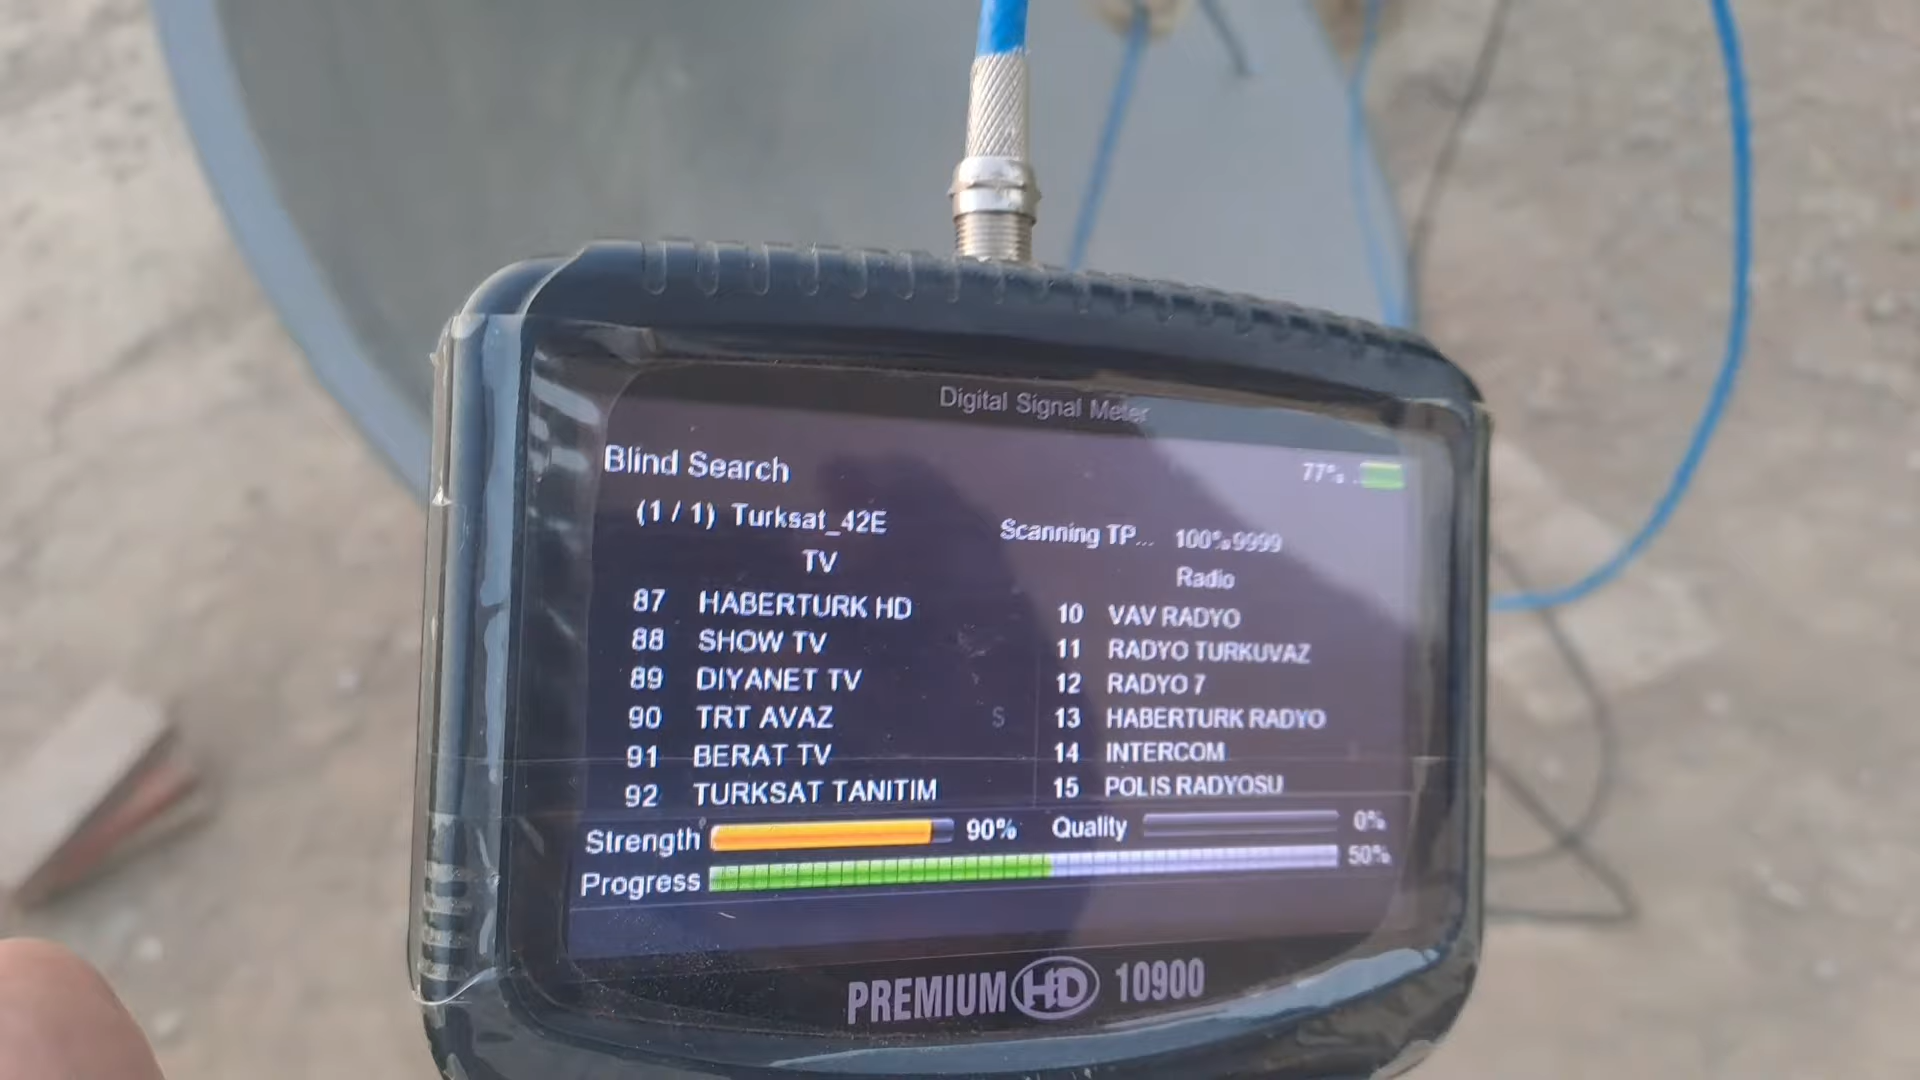 Digital Signal Meter
Blind Search
77%
(1 / 1) Turksat_42E
Scanning TP... 100%9999
TV
Radio
87 HABERTURK HD
88 SHOW TV
89 DIYANET TV
90 TRT AVAZ S
91 BERAT TV
92 TURKSAT TANITIM
10 VAV RADYO
11 RADYO TURKUVAZ
12 RADYO 7
13 HABERTURK RADYO
14 INTERCOM
15 POLIS RADYOSU
Strength 90% Quality 0%
Progress 50%
PREMIUM HD 10900